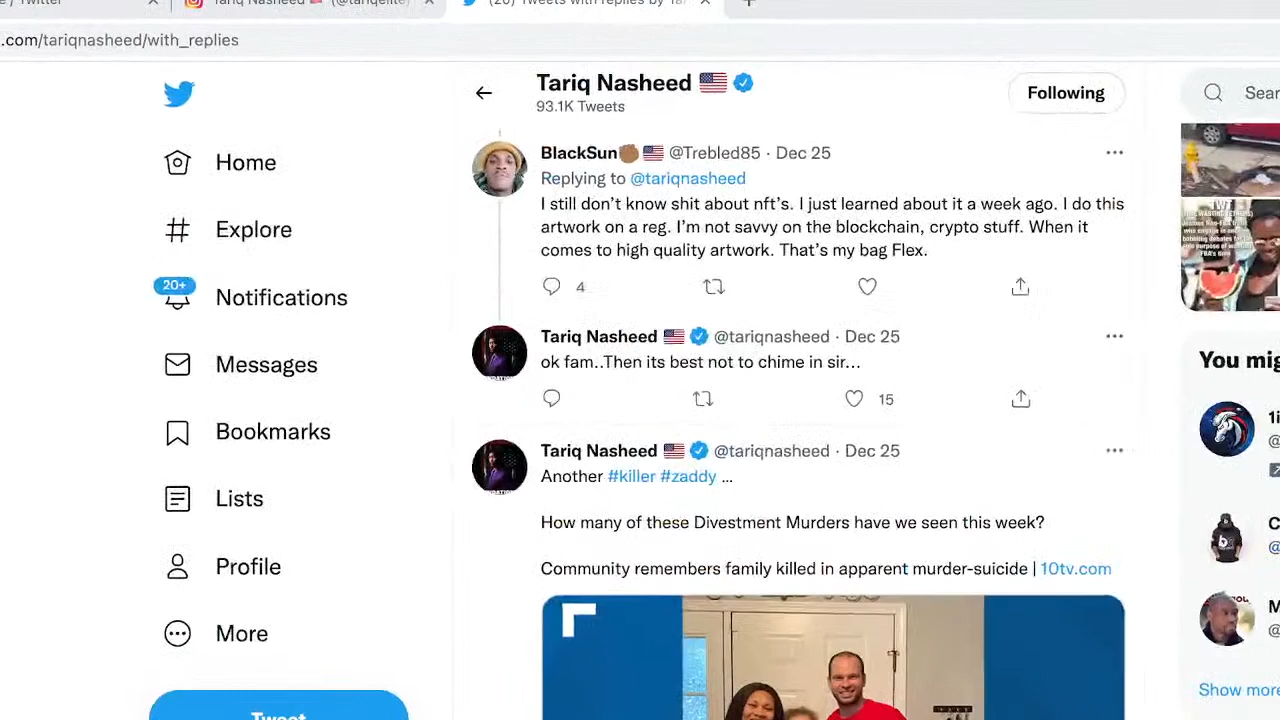 / Twitter
Tariq Nasheed (@tariqelite)
(20) Tweets with replies by Tar
.com/tariqnasheed/with_replies
Tariq Nasheed
93.1K Tweets
Following
Sear
Home
Explore
20+
Notifications
Messages
Bookmarks
Lists
Profile
More
Tweet
BlackSun @Trebled85 · Dec 25
Replying to @tariqnasheed
I still don’t know shit about nft’s. I just learned about it a week ago. I do this
artwork on a reg. I’m not savvy on the blockchain, crypto stuff. When it
comes to high quality artwork. That’s my bag Flex.
4
Tariq Nasheed @tariqnasheed · Dec 25
ok fam..Then its best not to chime in sir...
15
Tariq Nasheed @tariqnasheed · Dec 25
Another #killer #zaddy ...
How many of these Divestment Murders have we seen this week?
Community remembers family killed in apparent murder-suicide | 10tv.com
You mig
1i
@
C
@
M
@
Show more